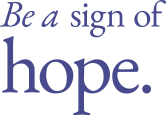 Be a sign of
hope.